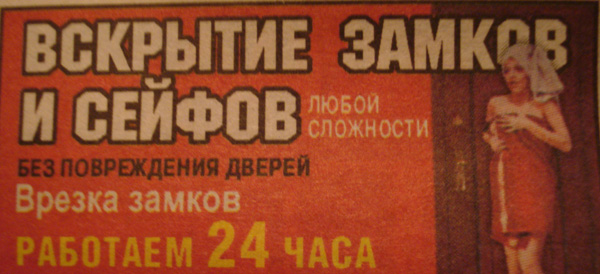 ВСКРЫТИЕ ЗАМКОВ
И СЕЙФОВ
ЛЮБОЙ
СЛОЖНОСТИ
БЕЗ ПОВРЕЖДЕНИЯ ДВЕРЕЙ
Врезка замков
РАБОТАЕМ 24 ЧАСА